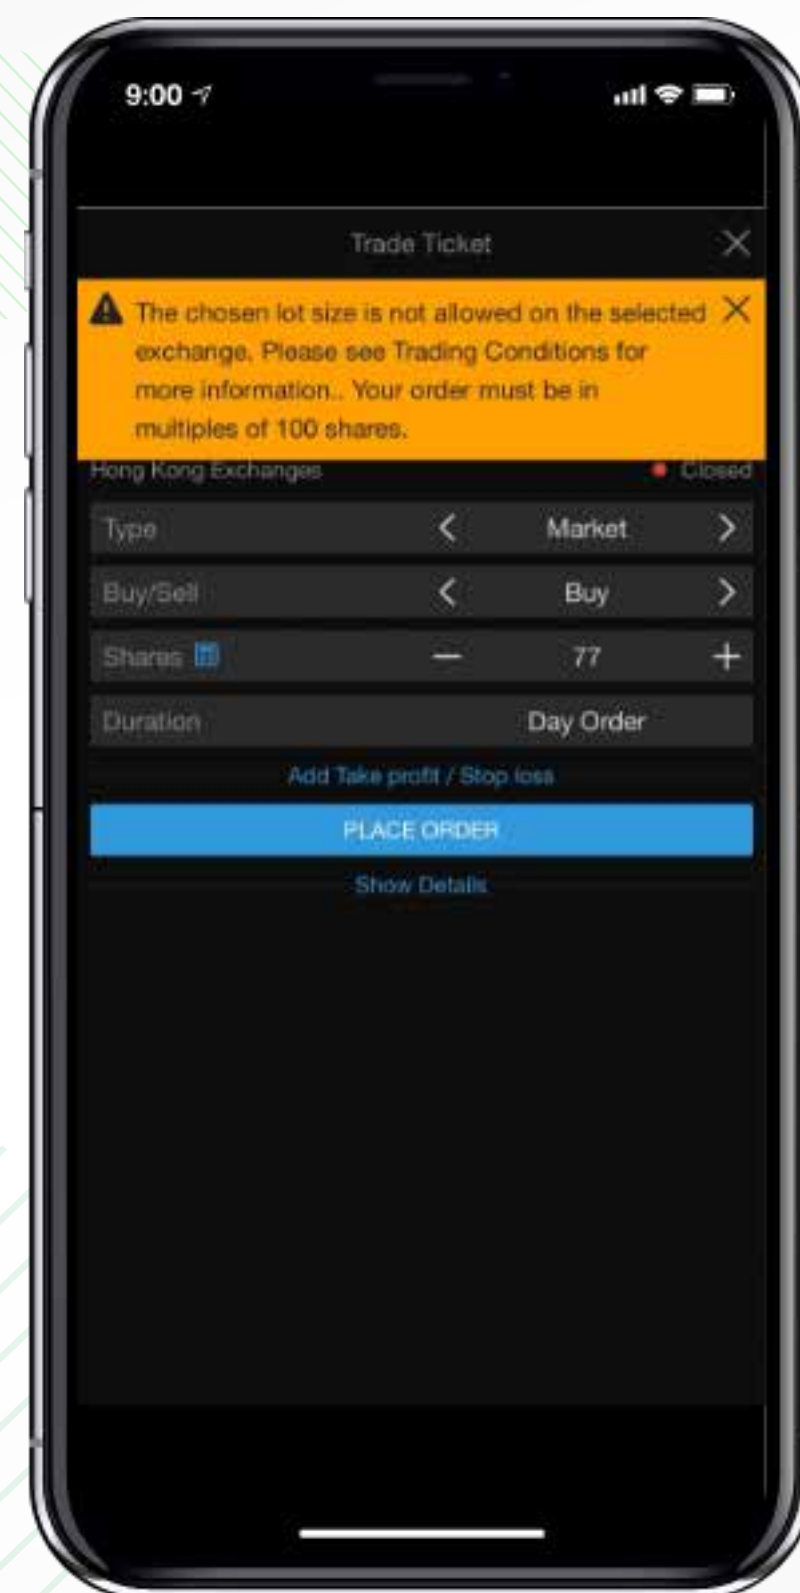 9:00
Trade Ticket
The chosen lot size is not allowed on the selected
exchange. Please see Trading Conditions for
more information.. Your order must be in
multiples of 100 shares.
Hong Kong Exchanges Closed
Type Market
Buy/Sell Buy
Shares 77
Duration Day Order
Add Take profit / Stop loss
PLACE ORDER
Show Details